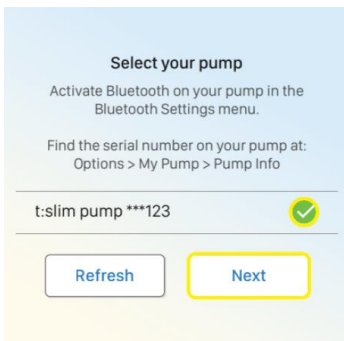 Select your pump
Activate Bluetooth on your pump in the
Bluetooth Settings menu.
Find the serial number on your pump at:
Options > My Pump > Pump Info
t:slim pump ***123
Refresh
Next